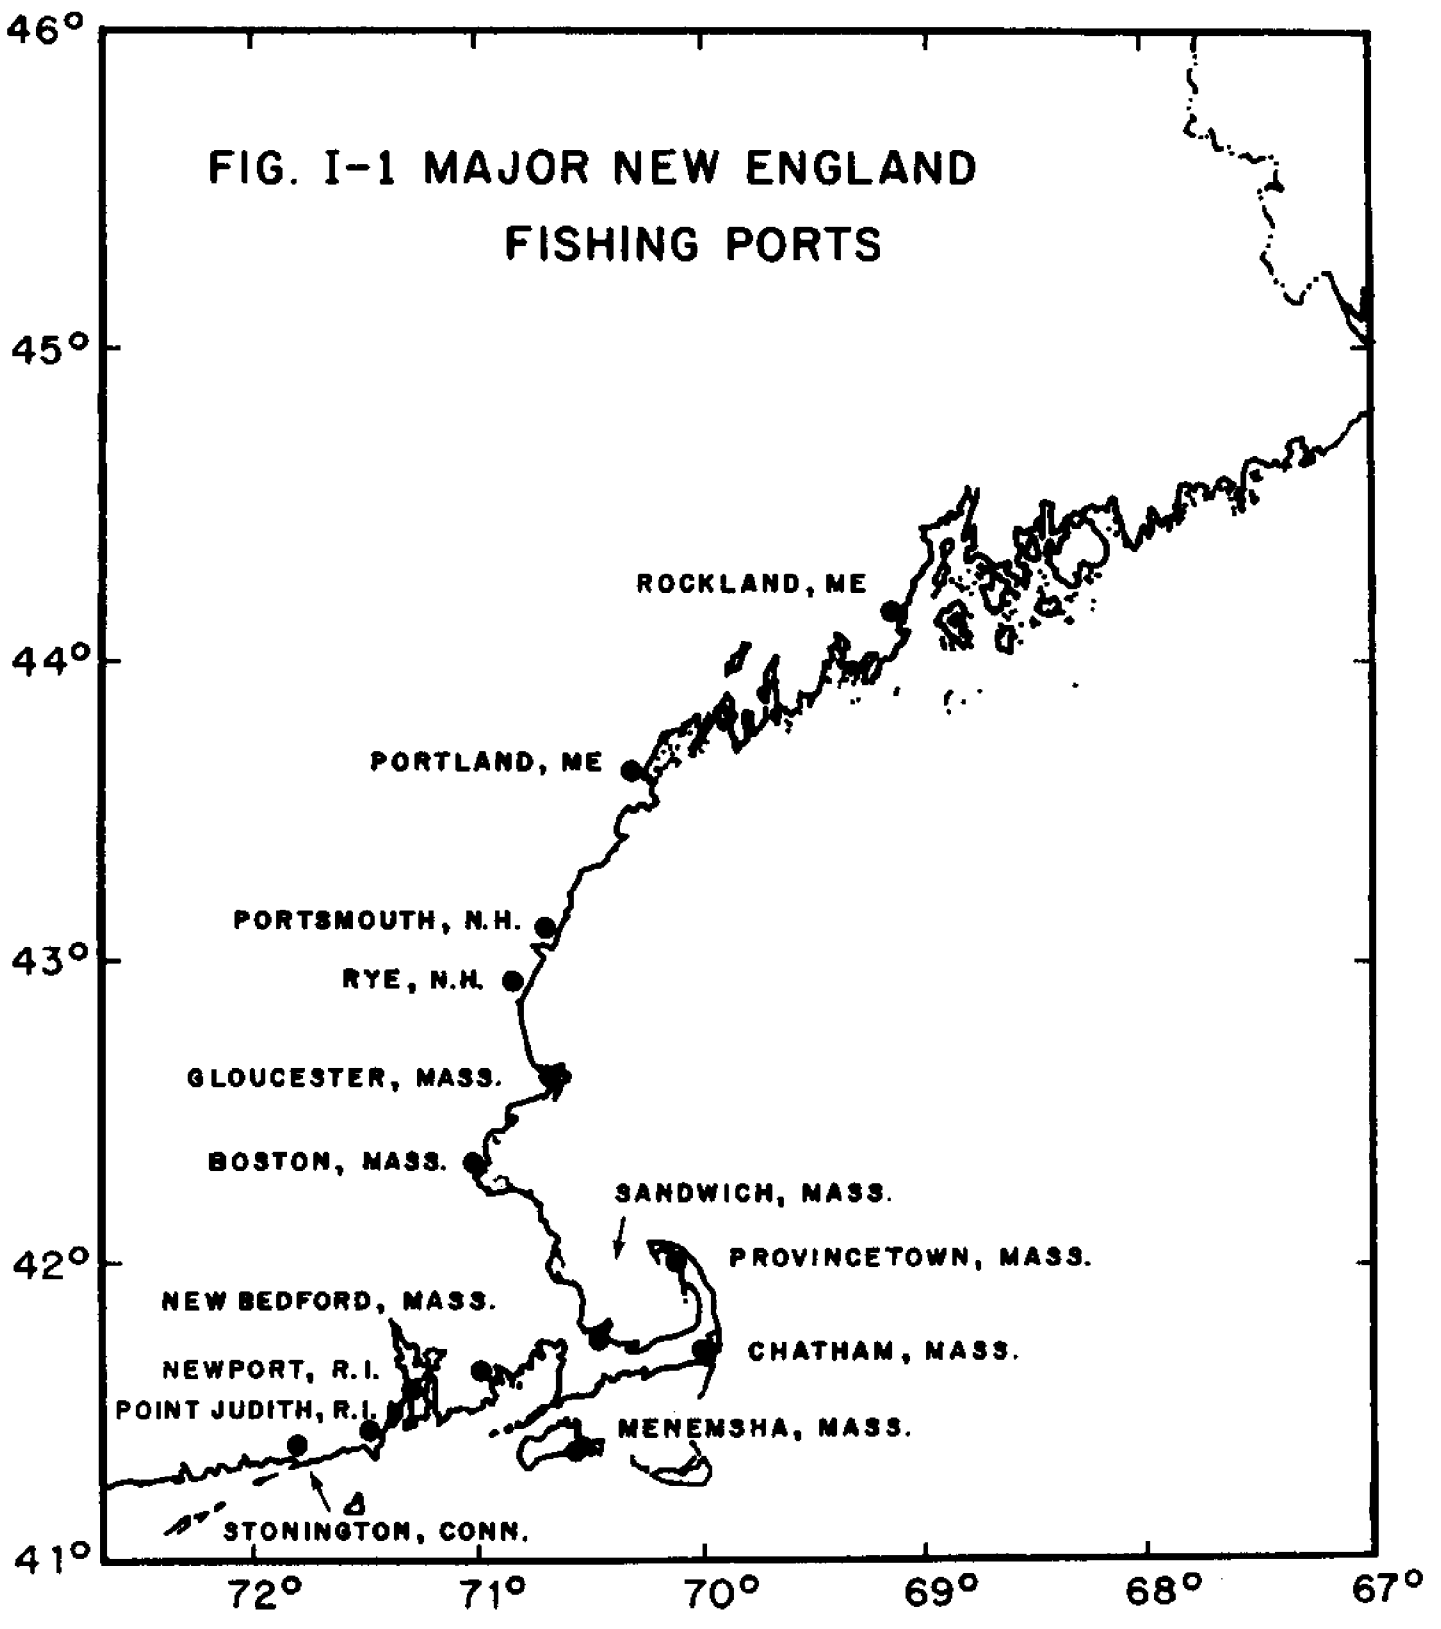 46°
FIG. I-1 MAJOR NEW ENGLAND
FISHING PORTS
45°
ROCKLAND, ME
44°
PORTLAND, ME
PORTSMOUTH, N.H.
43°
RYE, N.H.
GLOUCESTER, MASS.
BOSTON, MASS.
SANDWICH, MASS.
42°
PROVINCETOWN, MASS.
NEW BEDFORD, MASS.
CHATHAM, MASS.
NEWPORT, R.I.
POINT JUDITH, R.I.
MENEMSHA, MASS.
STONINGTON, CONN.
41°
72° 71° 70° 69° 68° 67°